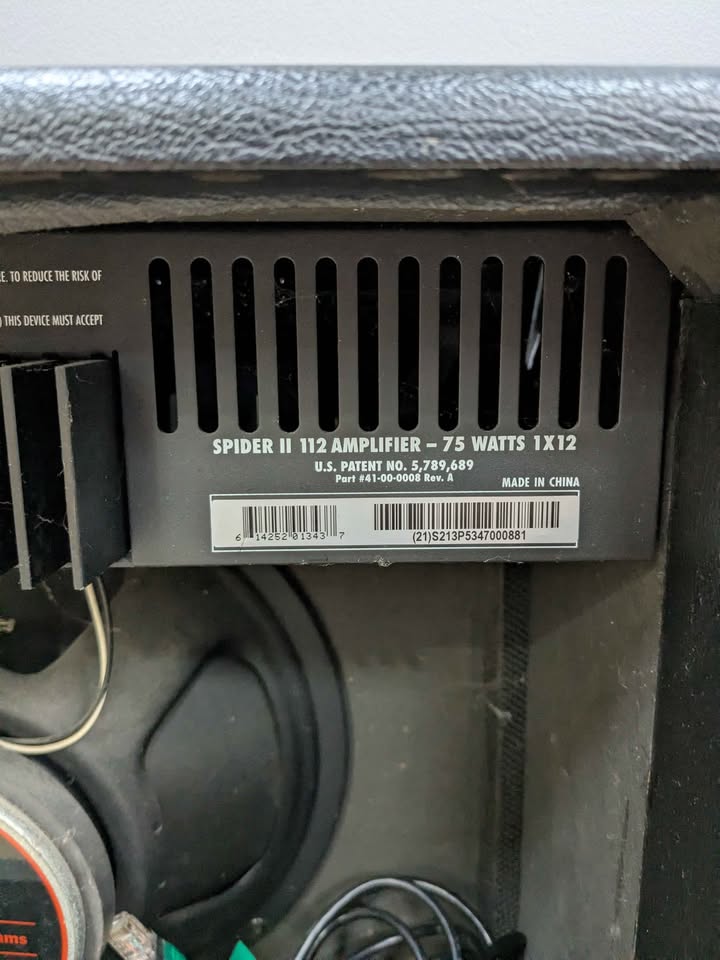 E. TO REDUCE THE RISK OF
) THIS DEVICE MUST ACCEPT
SPIDER II 112 AMPLIFIER – 75 WATTS 1X12
U.S. PATENT NO. 5,789,689
Part #41-00-0008 Rev. A
MADE IN CHINA
6 14252 01343 7
(21)S213P5347000881
ms